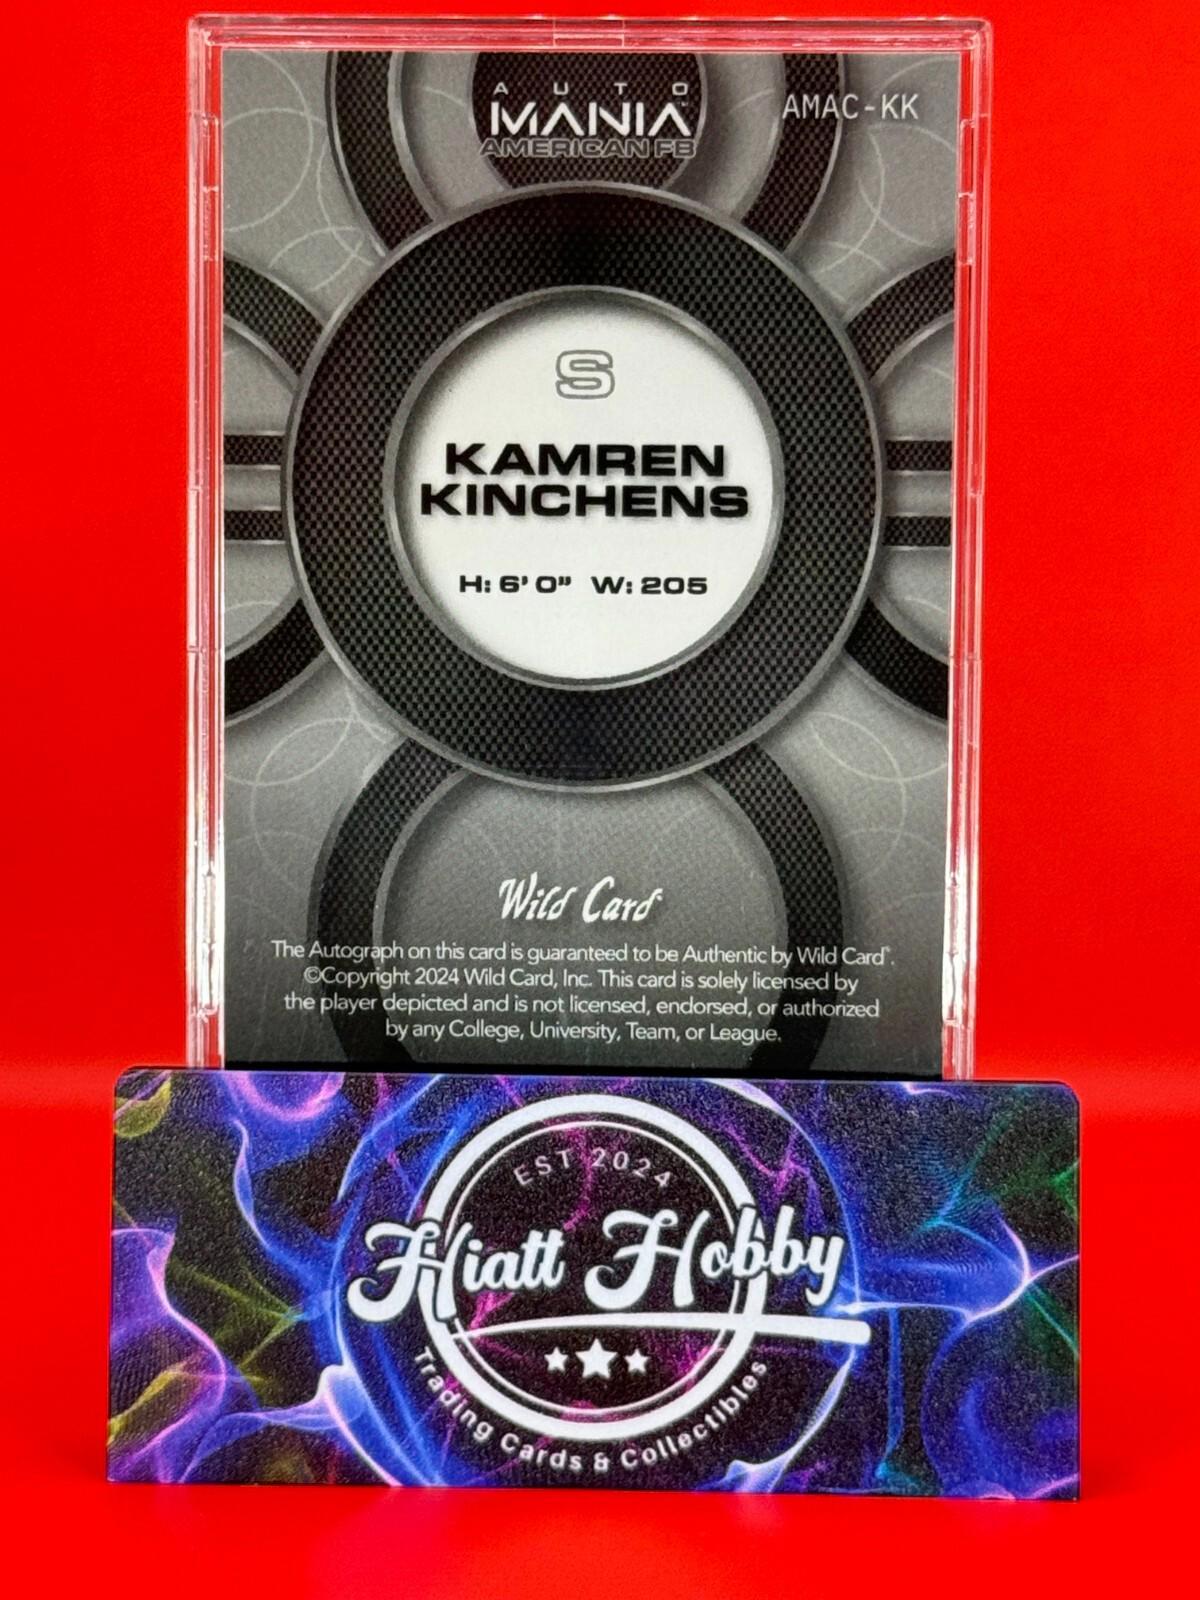 AUTO
MANIA™
AMERICAN FB
AMAC-KK
S
KAMREN
KINCHENS
H: 6' 0" W: 205
Wild Card
The Autograph on this card is guaranteed to be Authentic by Wild Card®.
©Copyright 2024 Wild Card, Inc. This card is solely licensed by
the player depicted and is not licensed, endorsed, or authorized
by any College, University, Team, or League.
EST 2024
Hiatt Hobby
Trading Cards & Collectibles